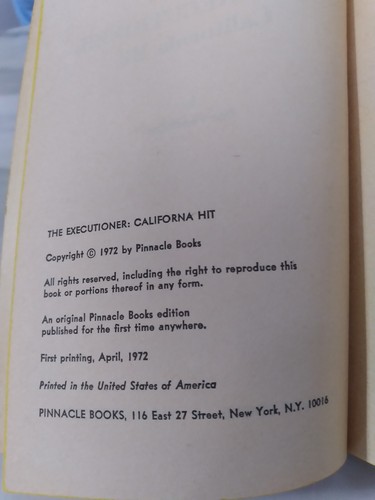 THE EXECUTIONER: CALIFORNA HIT
Copyright © 1972 by Pinnacle Books
All rights reserved, including the right to reproduce this
book or portions thereof in any form.
An original Pinnacle Books edition
published for the first time anywhere.
First printing, April, 1972
Printed in the United States of America
PINNACLE BOOKS, 116 East 27 Street, New York, N.Y. 10016